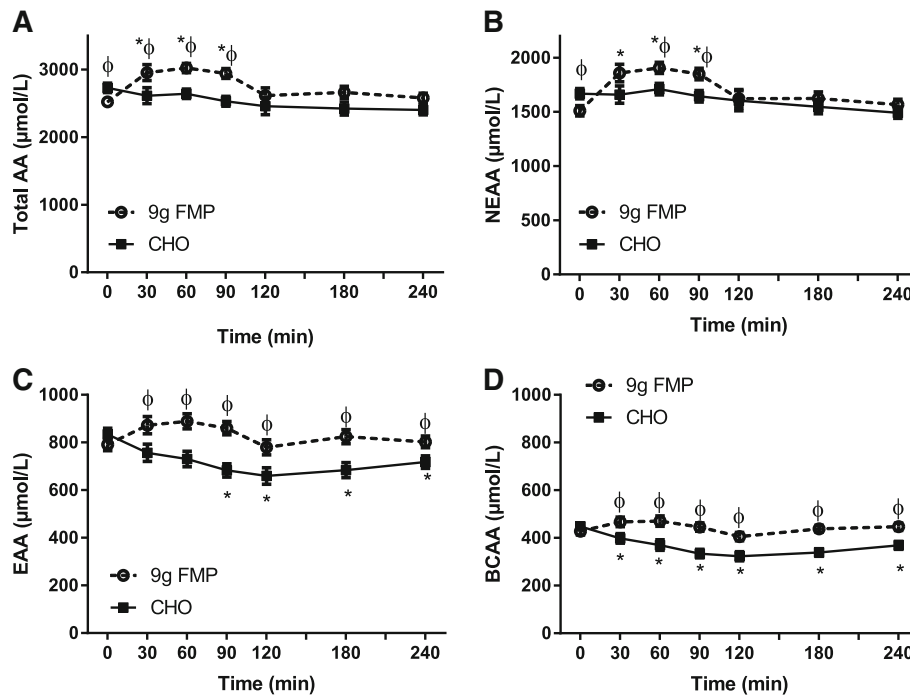 A
* ϕ * ϕ * ϕ
ϕ
3000
2000
1000
0
Total AA (µmol/L)
9g FMP
CHO
0 30 60 90 120 180 240
Time (min)
B
* * ϕ * ϕ
ϕ
2000
1500
1000
500
0
NEAA (µmol/L)
9g FMP
CHO
0 30 60 90 120 180 240
Time (min)
C
1000
800
600
400
200
0
EAA (µmol/L)
ϕ ϕ ϕ ϕ ϕ ϕ
* * * *
9g FMP
CHO
0 30 60 90 120 180 240
Time (min)
D
1000
800
600
400
200
0
BCAA (µmol/L)
9g FMP
CHO
ϕ ϕ ϕ ϕ ϕ ϕ
* * * * * *
0 30 60 90 120 180 240
Time (min)